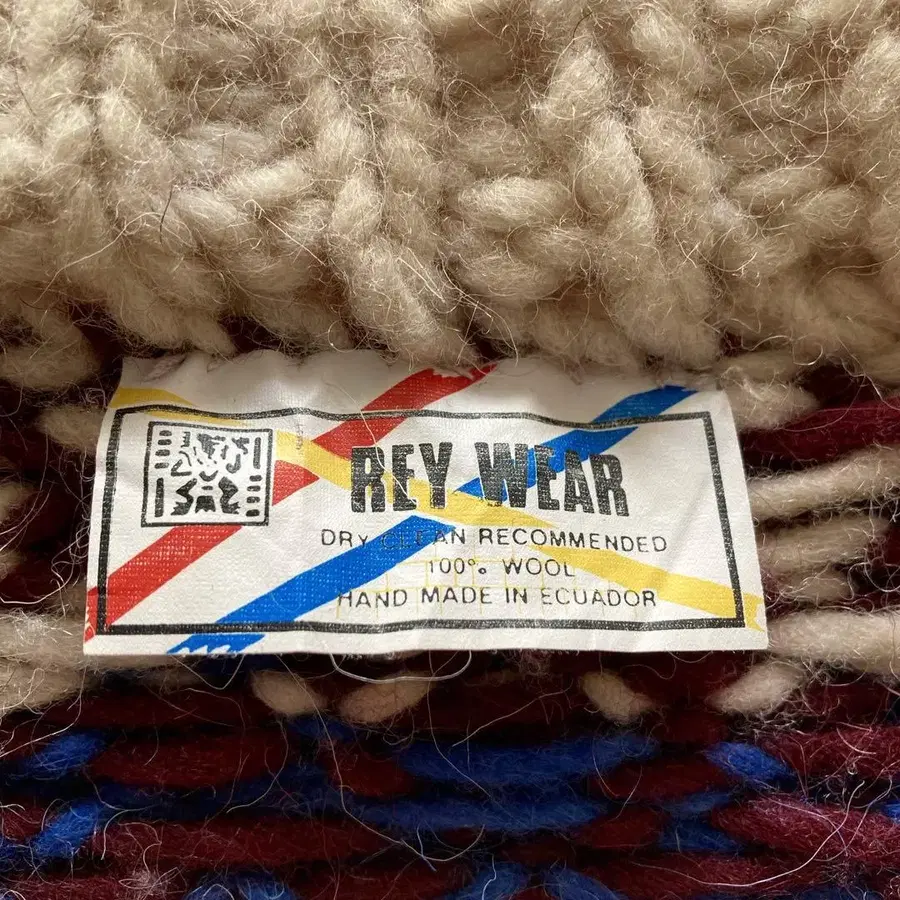 REY WEAR
DRY CLEAN RECOMMENDED
100% WOOL
HAND MADE IN ECUADOR